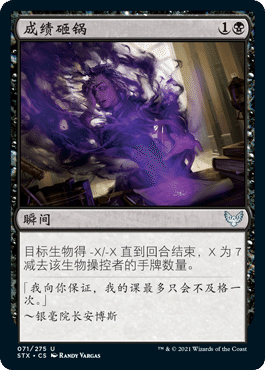 成绩砸锅 1
瞬间
目标生物得 -X/-X 直到回合结束，X 为 7
减去该生物操控者的手牌数量。
「我向你保证，我的课最多只会不及格一
次。」
～银毫院长安博斯
071/275 U
STX • CS RANDY VARGAS
™ & © 2021 Wizards of the Coast